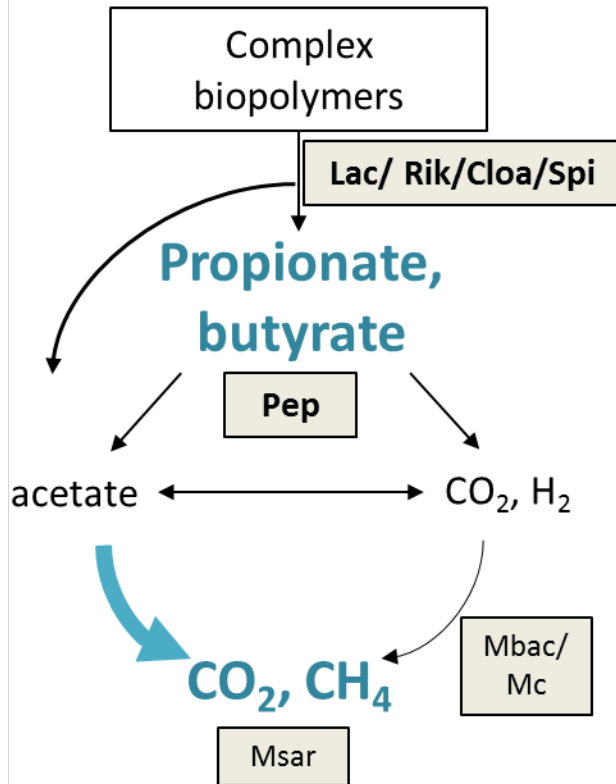 Complex
biopolymers
Lac/ Rik/Cloa/Spi
Propionate,
butyrate
Pep
acetate
CO₂, H₂
Mbac/
Mc
CO₂, CH₄
Msar